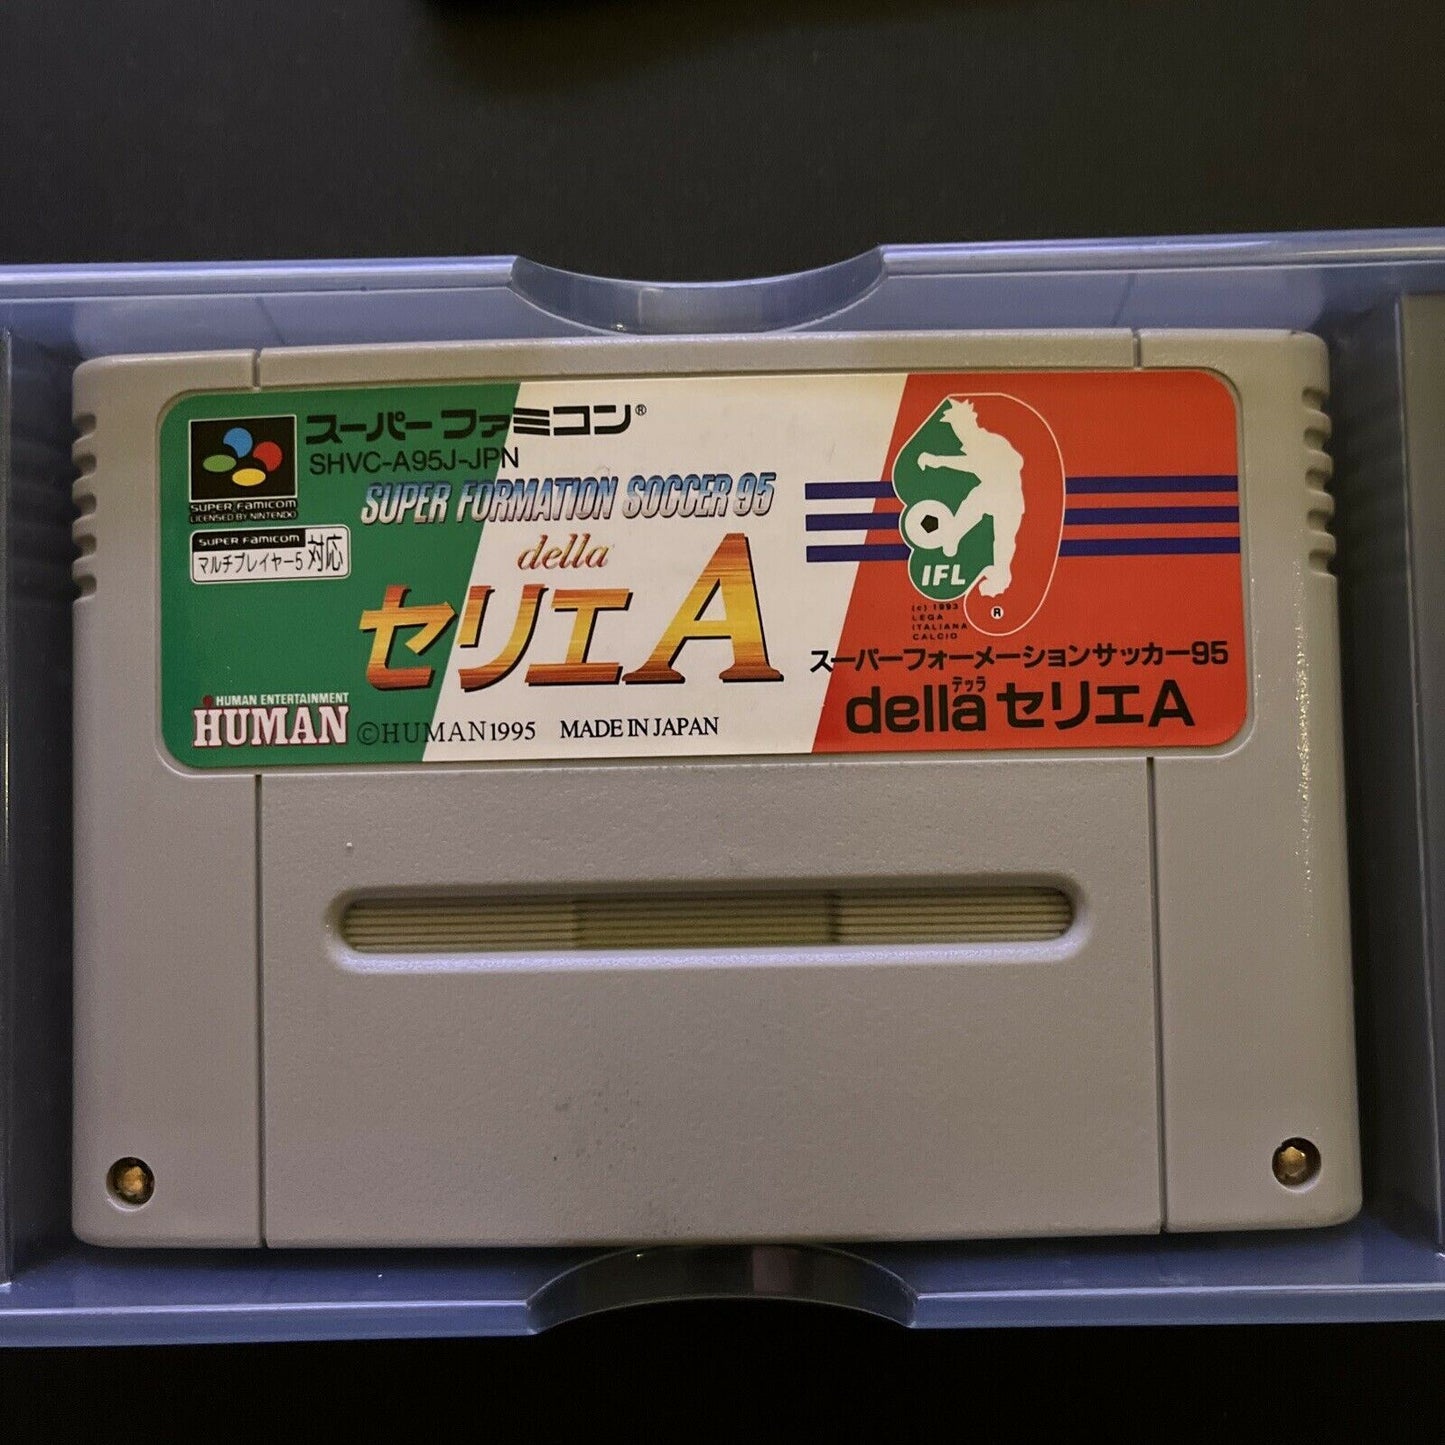 スーパーファミコン®
SHVC-A95J-JPN
SUPER FAMICOM
LICENSED BY NINTENDO
SUPER FAMICOM
マルチプレイヤー5対応
SUPER FORMATION SOCCER 95
della
セリエA
HUMAN ENTERTAINMENT
HUMAN
©HUMAN1995 MADE IN JAPAN
IFL
®
(c) 1993
LEGA
ITALIANA
CALCIO
スーパーフォーメーションサッカー95
デッラ
della セリエA